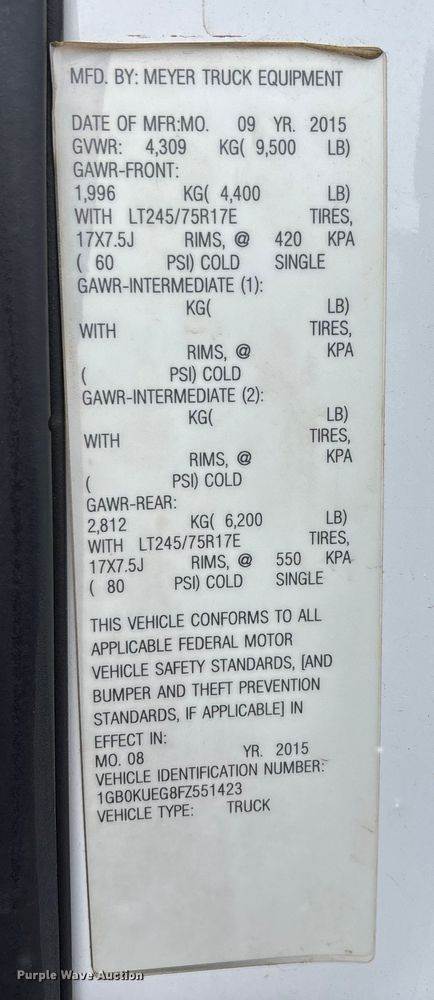 MFD. BY: MEYER TRUCK EQUIPMENT
DATE OF MFR:MO. 09 YR. 2015
GVWR: 4,309 KG( 9,500 LB)
GAWR-FRONT:
1,996 KG( 4,400 LB)
WITH LT245/75R17E TIRES,
17X7.5J RIMS, @ 420 KPA
( 60 PSI) COLD SINGLE
GAWR-INTERMEDIATE (1):
KG( LB)
WITH TIRES,
RIMS, @ KPA
( PSI) COLD
GAWR-INTERMEDIATE (2):
KG( LB)
WITH TIRES,
RIMS, @ KPA
( PSI) COLD
GAWR-REAR:
2,812 KG( 6,200 LB)
WITH LT245/75R17E TIRES,
17X7.5J RIMS, @ 550 KPA
( 80 PSI) COLD SINGLE
THIS VEHICLE CONFORMS TO ALL
APPLICABLE FEDERAL MOTOR
VEHICLE SAFETY STANDARDS, [AND
BUMPER AND THEFT PREVENTION
STANDARDS, IF APPLICABLE] IN
EFFECT IN:
MO. 08 YR. 2015
VEHICLE IDENTIFICATION NUMBER:
1GB0KUEG8FZ551423
VEHICLE TYPE: TRUCK
Purple Wave Auction